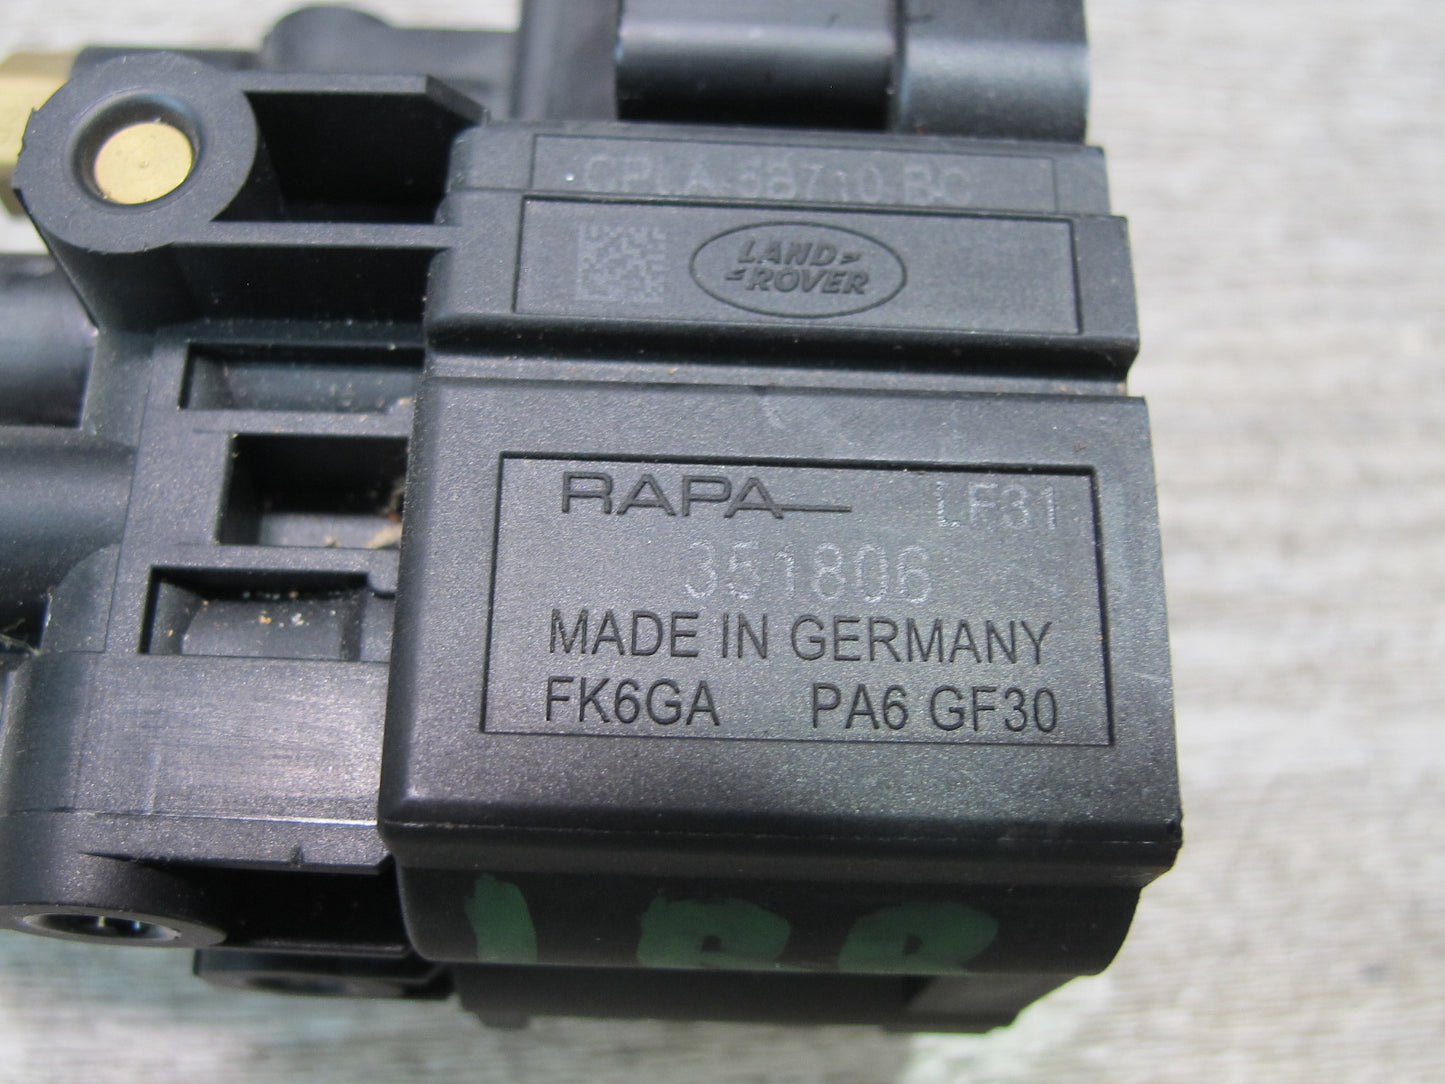 CPLA-5B710-BC
LAND
ROVER
RAPA LF31
351806
MADE IN GERMANY
FK6GA PA6 GF30